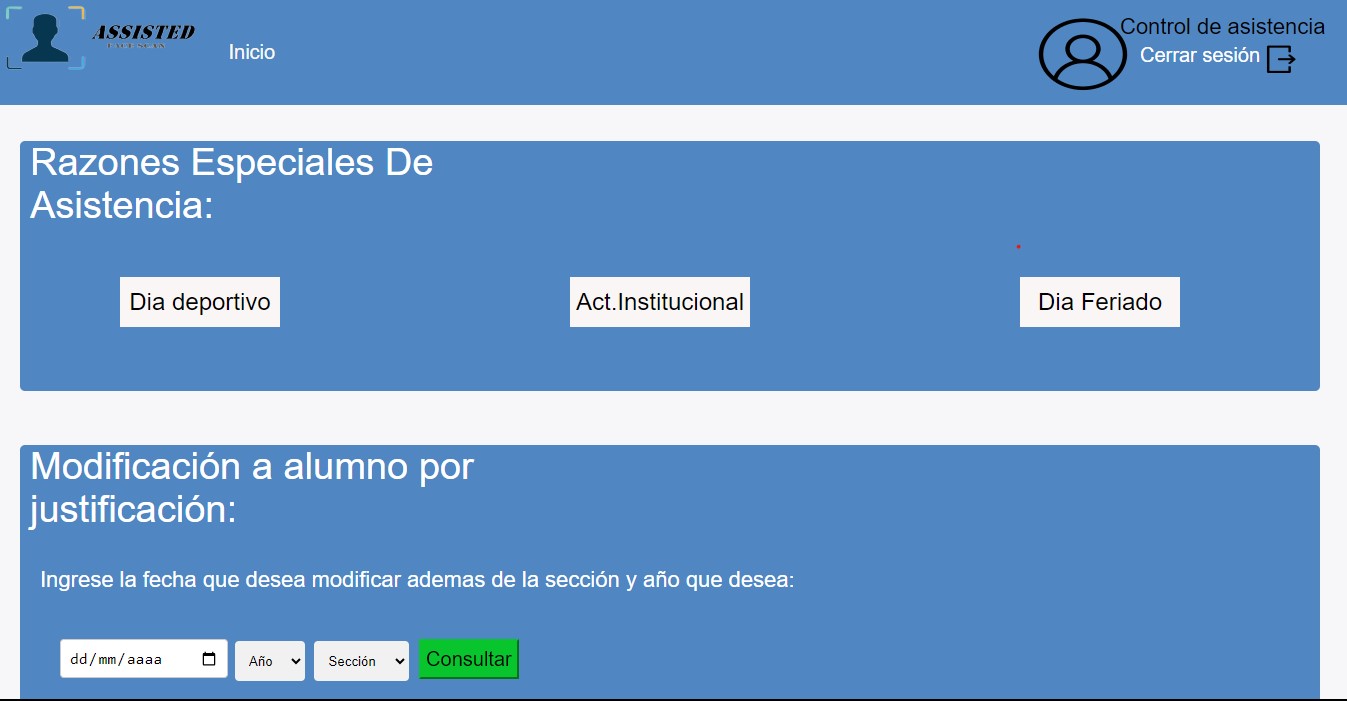 ASSISTED
FACE SCAN
Inicio
Control de asistencia
Cerrar sesión
Razones Especiales De
Asistencia:
Dia deportivo
Act.Institucional
Dia Feriado
Modificación a alumno por
justificación:
Ingrese la fecha que desea modificar ademas de la sección y año que desea:
dd/mm/aaaa
Año
Sección
Consultar